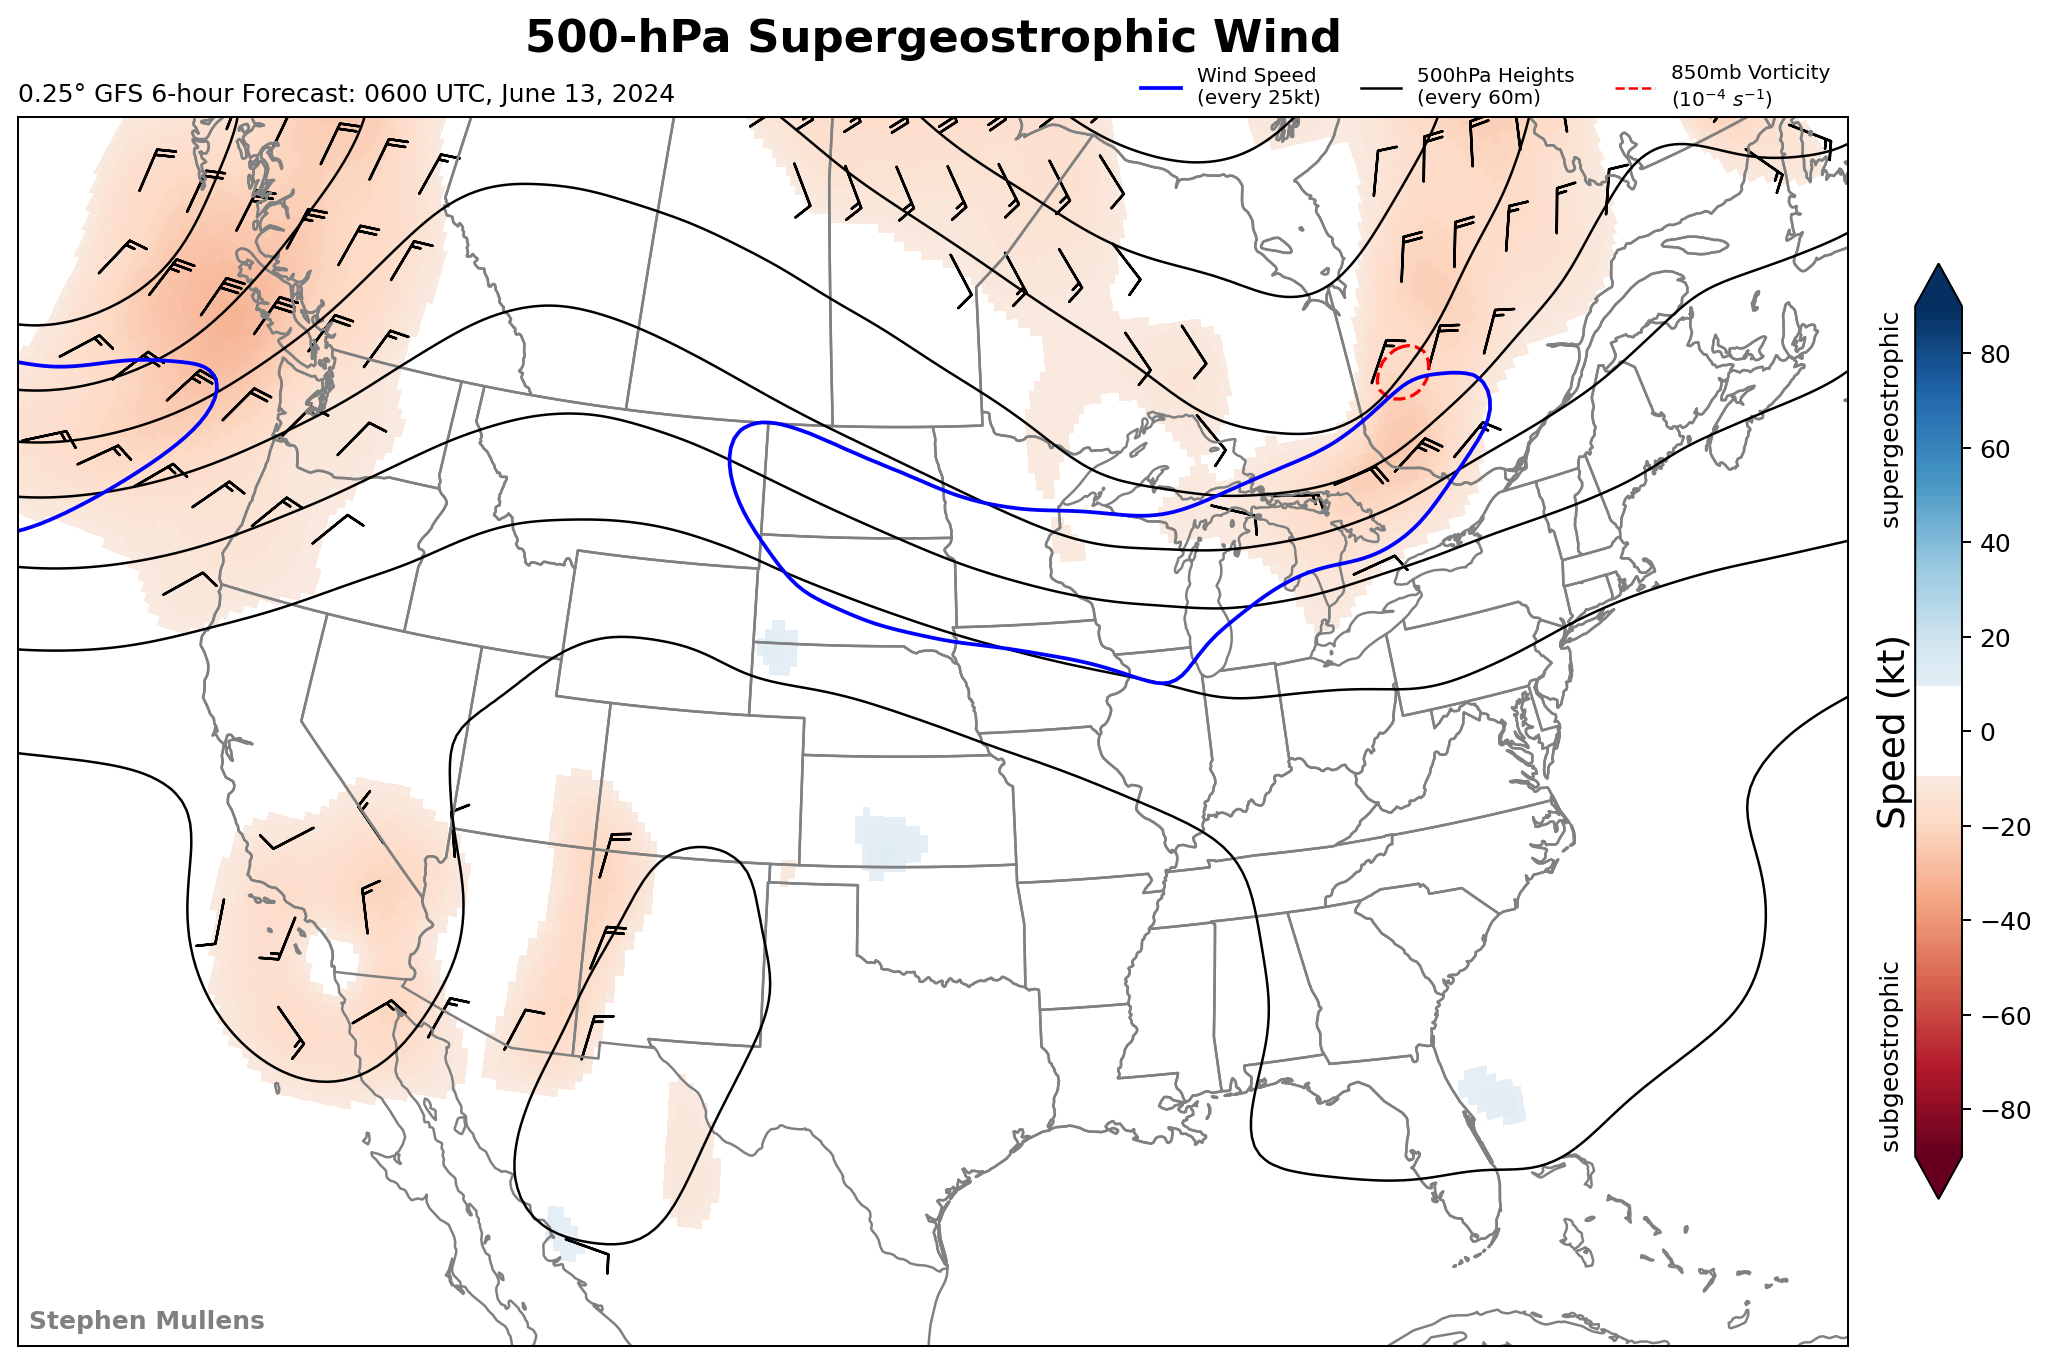 500-hPa Supergeostrophic Wind
0.25° GFS 6-hour Forecast: 0600 UTC, June 13, 2024
Wind Speed
(every 25kt)
500hPa Heights
(every 60m)
850mb Vorticity
(10⁻⁴ s⁻¹)
supergeostrophic
Speed (kt)
subgeostrophic
80
60
40
20
0
−20
−40
−60
−80
Stephen Mullens